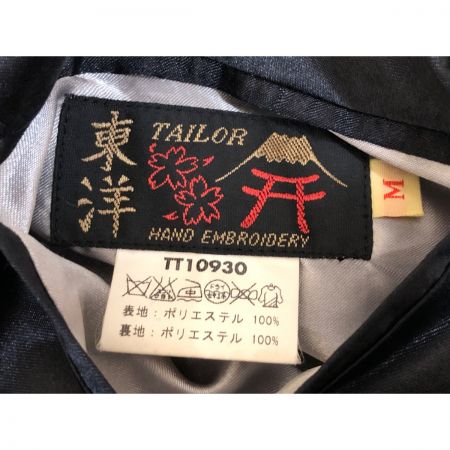 東洋
TAILOR
HAND EMBROIDERY
M
TT10930
表地：ポリエステル 100%
裏地：ポリエステル 100%